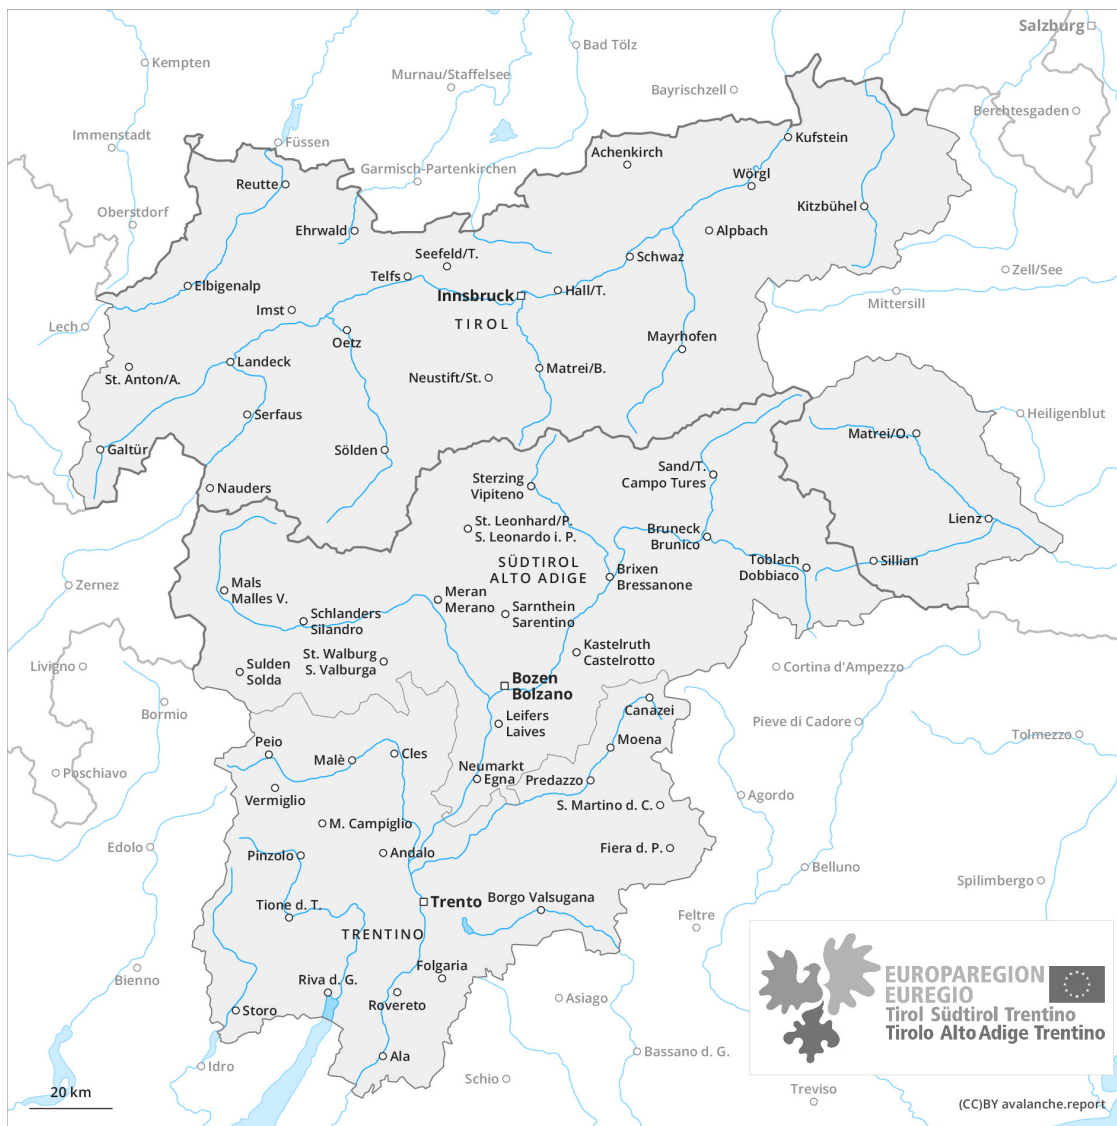 Salzburg
Bad Tölz
Kempten
Murnau/Staffelsee
Bayrischzell
Berchtesgaden
Immenstadt
Füssen
Kufstein
Achenkirch
Garmisch-Partenkirchen
Wörgl
Reutte
Oberstdorf
Kitzbühel
Ehrwald
Alpbach
Seefeld/T.
Schwaz
Zell/See
Telfs
Elbigenalp
Hall/T.
Innsbruck
Mittersill
Imst
TIROL
Lech
Oetz
Mayrhofen
Landeck
Matrei/B.
St. Anton/A.
Neustift/St.
Serfaus
Heiligenblut
Matrei/O.
Galtür
Sölden
Sand/T.
Campo Tures
Sterzing
Vipiteno
Nauders
Lienz
St. Leonhard/P.
S. Leonardo i. P.
Bruneck
Brunico
SÜDTIROL
ALTO ADIGE
Toblach
Dobbiaco
Sillian
Brixen
Bressanone
Zernez
Mals
Malles V.
Meran
Merano
Sarnthein
Sarentino
Schlanders
Silandro
Kastelruth
Castelrotto
St. Walburg
S. Valburga
Livigno
Sulden
Solda
Cortina d'Ampezzo
Bozen
Bolzano
Canazei
Bormio
Leifers
Laives
Pieve di Cadore
Tolmezzo
Moena
Peio
Cles
Malè
Neumarkt
Egna
Predazzo
Poschiavo
Vermiglio
Agordo
S. Martino d. C.
M. Campiglio
Edolo
Pinzolo
Andalo
Fiera d. P.
Belluno
Spilimbergo
Tione d. T.
Trento
Borgo Valsugana
Feltre
TRENTINO
Folgaria
Bienno
Riva d. G.
Rovereto
Asiago
Storo
EUROPAREGION
EUREGIO
Tirol Südtirol Trentino
Tirolo Alto Adige Trentino
Ala
Bassano d. G.
Idro
Schio
20 km
Treviso
(CC)BY avalanche.report